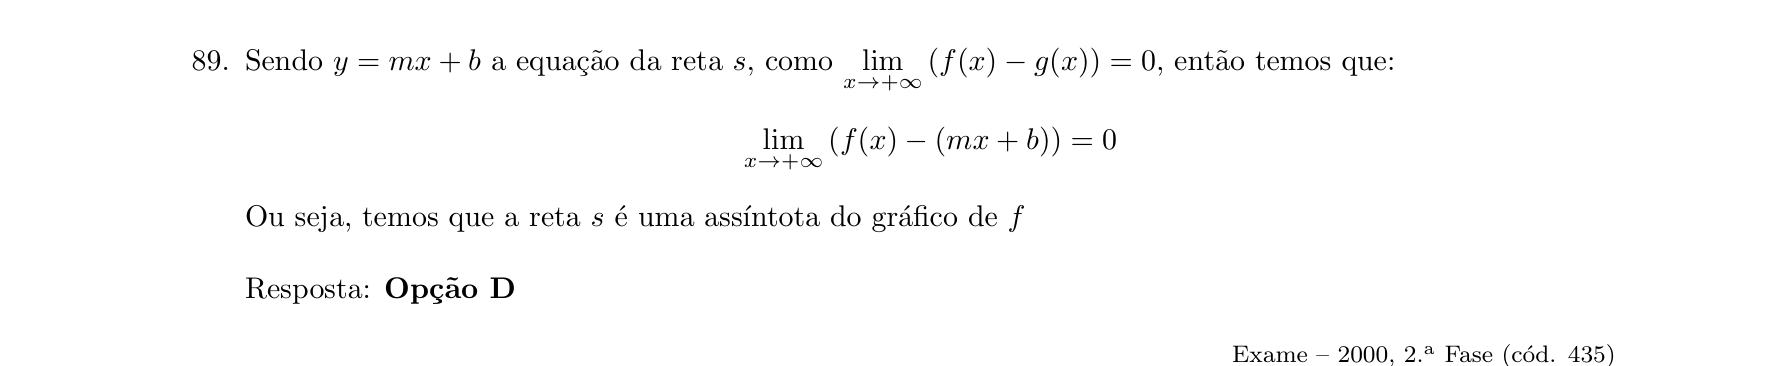 89. Sendo y = mx + b a equação da reta s, como lim x→+∞ (f(x) − g(x)) = 0, então temos que:
lim x→+∞ (f(x) − (mx + b)) = 0
Ou seja, temos que a reta s é uma assíntota do gráfico de f
Resposta: Opção D
Exame – 2000, 2.ª Fase (cód. 435)